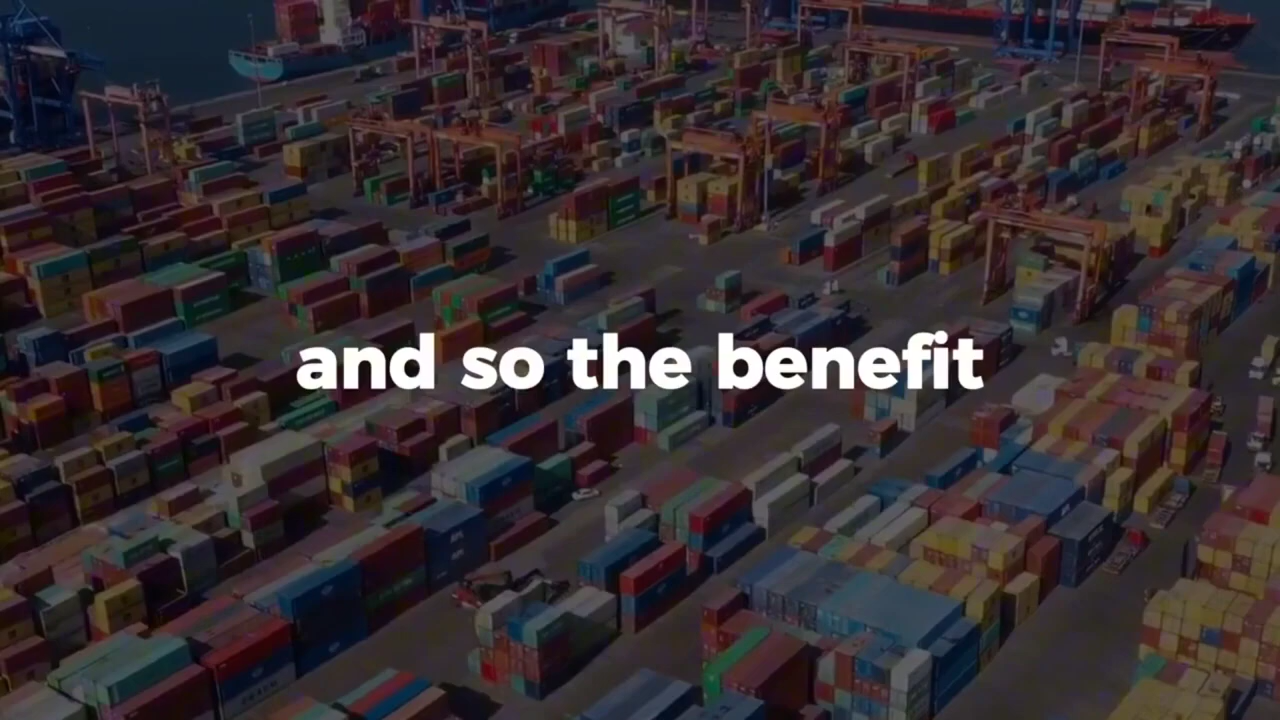 and so the benefit